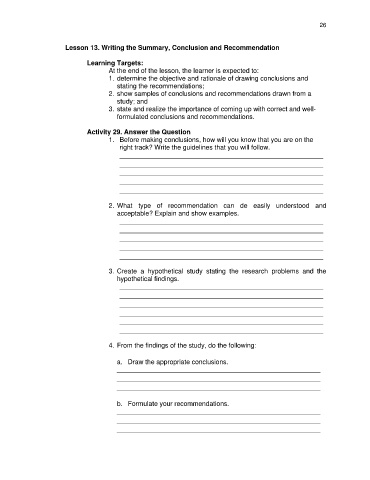 26
Lesson 13. Writing the Summary, Conclusion and Recommendation
Learning Targets:
At the end of the lesson, the learner is expected to:
1. determine the objective and rationale of drawing conclusions and
stating the recommendations;
2. show samples of conclusions and recommendations drawn from a
study; and
3. state and realize the importance of coming up with correct and well-
formulated conclusions and recommendations.
Activity 29. Answer the Question
1. Before making conclusions, how will you know that you are on the
right track? Write the guidelines that you will follow.
2. What type of recommendation can de easily understood and
acceptable? Explain and show examples.
3. Create a hypothetical study stating the research problems and the
hypothetical findings.
4. From the findings of the study, do the following:
a. Draw the appropriate conclusions.
b. Formulate your recommendations.